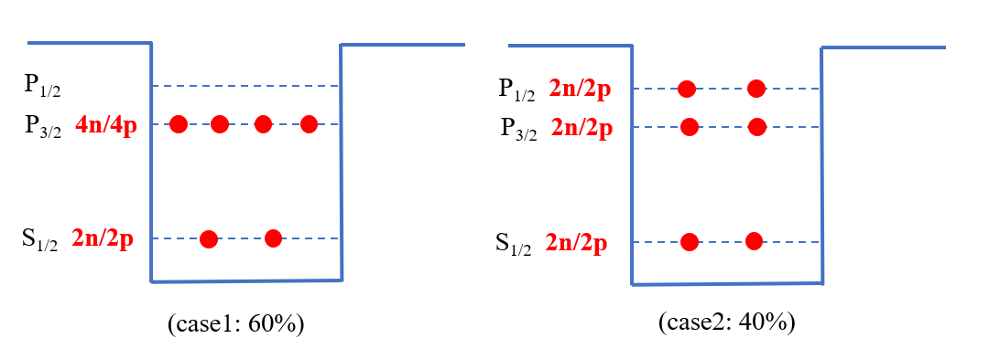 P1/2
P3/2 4n/4p
S1/2 2n/2p
(case1: 60%)
P1/2 2n/2p
P3/2 2n/2p
S1/2 2n/2p
(case2: 40%)